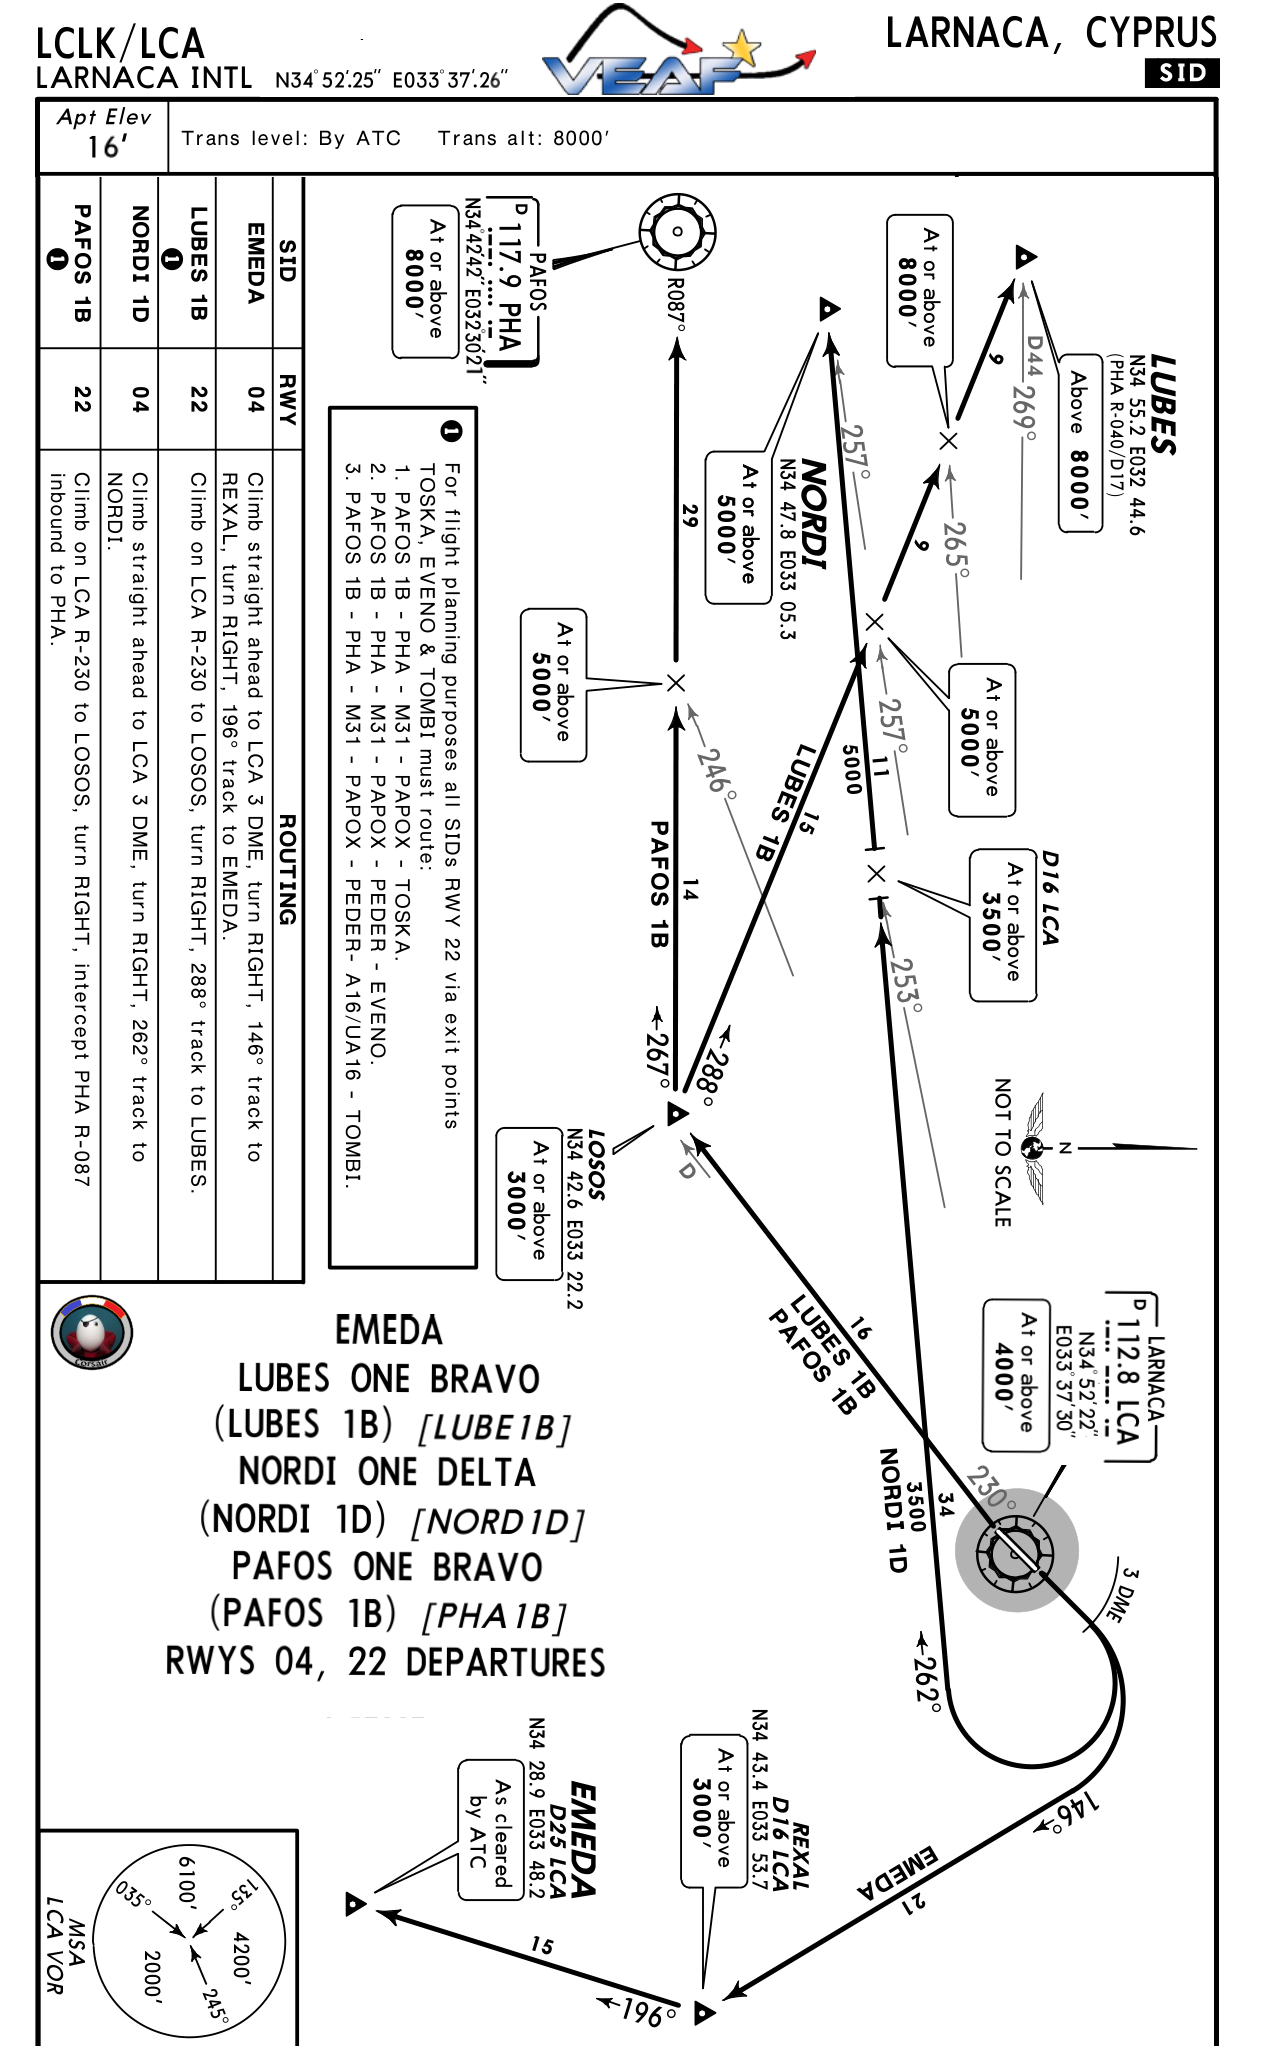 LCLK/LCA
LARNACA INTL N34°52'.25" E033°37'.26"
VEAF
LARNACA, CYPRUS
SID
Apt Elev
16'
Trans level: By ATC Trans alt: 8000'
SID RWY ROUTING
EMEDA 04 Climb straight ahead to LCA 3 DME, turn RIGHT, 146° track to
REXAL, turn RIGHT, 196° track to EMEDA.
LUBES 1B ❶ 22 Climb on LCA R-230 to LOSOS, turn RIGHT, 288° track to LUBES.
NORDI 1D 04 Climb straight ahead to LCA 3 DME, turn RIGHT, 262° track to
NORDI.
PAFOS 1B ❶ 22 Climb on LCA R-230 to LOSOS, turn RIGHT, intercept PHA R-087
inbound to PHA.
❶ For flight planning purposes all SIDs RWY 22 via exit points
TOSKA, EVENO & TOMBI must route:
1. PAFOS 1B - PHA - M31 - PAPOX - TOSKA.
2. PAFOS 1B - PHA - M31 - PAPOX - PEDER - EVENO.
3. PAFOS 1B - PHA - M31 - PAPOX - PEDER- A16/UA16 - TOMBI.
PAFOS
D 117.9 PHA
N34°42'42" E032°30'21"
At or above
8000'
R087°
29
At or above
5000'
246°
14
PAFOS 1B
267°
LUBES
N34 55.2 E032 44.6
(PHA R-040/D17)
Above 8000'
D44
269°
At or above
8000'
9
265°
9
At or above
5000'
257°
15
LUBES 1B
288°
NORDI
N34 47.8 E033 05.3
At or above
5000'
257°
11
5000
D16 LCA
At or above
3500'
253°
LOSOS
N34 42.6 E033 22.2
At or above
3000'
D
16
LUBES 1B
PAFOS 1B
N
NOT TO SCALE
LARNACA
D 112.8 LCA
N34°52'22"
E033°37'30"
At or above
4000'
230°
34
3500
NORDI 1D
262°
3 DME
146°
EMEDA
21
REXAL
D16 LCA
N34 43.4 E033 53.7
At or above
3000'
196°
15
EMEDA
D25 LCA
N34 28.9 E033 48.2
As cleared
by ATC
Corsair
EMEDA
LUBES ONE BRAVO
(LUBES 1B) [LUBE1B]
NORDI ONE DELTA
(NORDI 1D) [NORD1D]
PAFOS ONE BRAVO
(PAFOS 1B) [PHA1B]
RWYS 04, 22 DEPARTURES
135°
4200'
245°
2000'
035°
6100'
MSA
LCA VOR